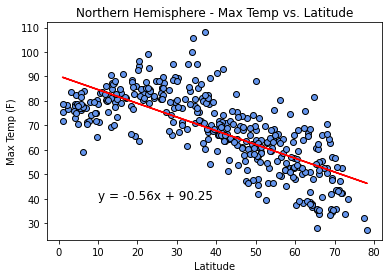 Northern Hemisphere - Max Temp vs. Latitude
110
100
90
80
70
60
50
40
30
Max Temp (F)
y = -0.56x + 90.25
0 10 20 30 40 50 60 70 80
Latitude